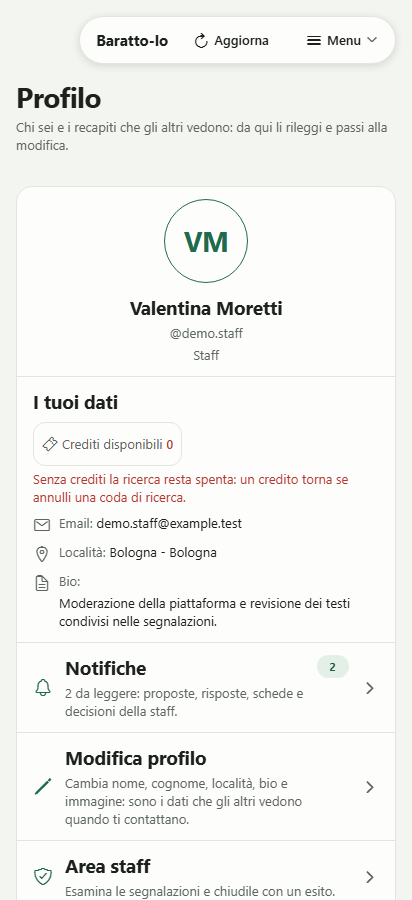 Baratto-lo
Aggiorna
Menu
Profilo
Chi sei e i recapiti che gli altri vedono: da qui li rileggi e passi alla
modifica.
VM
Valentina Moretti
@demo.staff
Staff
I tuoi dati
Crediti disponibili 0
Senza crediti la ricerca resta spenta: un credito torna se
annulli una coda di ricerca.
Email: demo.staff@example.test
Località: Bologna - Bologna
Bio:
Moderazione della piattaforma e revisione dei testi
condivisi nelle segnalazioni.
Notifiche
2
2 da leggere: proposte, risposte, schede e
decisioni della staff.
Modifica profilo
Cambia nome, cognome, località, bio e
immagine: sono i dati che gli altri vedono
quando ti contattano.
Area staff
Esamina le segnalazioni e chiudile con un esito.